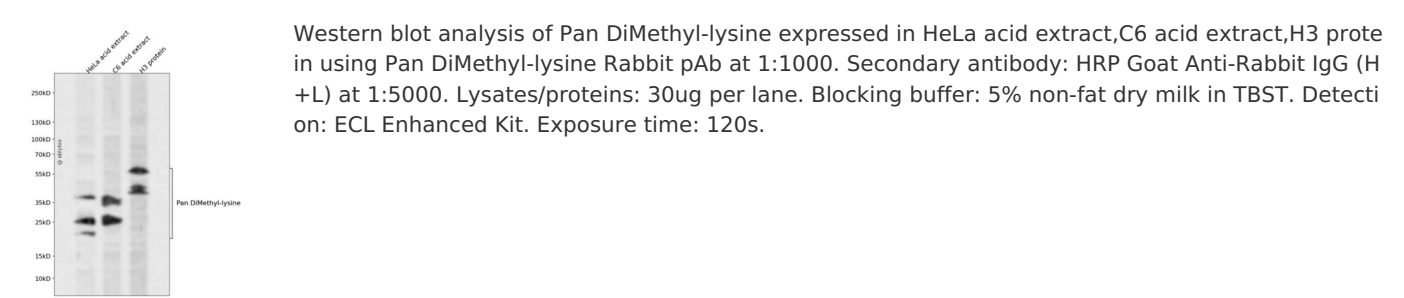 HeLa acid extract
C6 acid extract
H3 protein
Western blot analysis of Pan DiMethyl-lysine expressed in HeLa acid extract,C6 acid extract,H3 prote
in using Pan DiMethyl-lysine Rabbit pAb at 1:1000. Secondary antibody: HRP Goat Anti-Rabbit IgG (H
+L) at 1:5000. Lysates/proteins: 30ug per lane. Blocking buffer: 5% non-fat dry milk in TBST. Detecti
on: ECL Enhanced Kit. Exposure time: 120s.
250kD
130kD
100kD
70kD
55kD
35kD
25kD
15kD
10kD
Pan DiMethyl-lysine